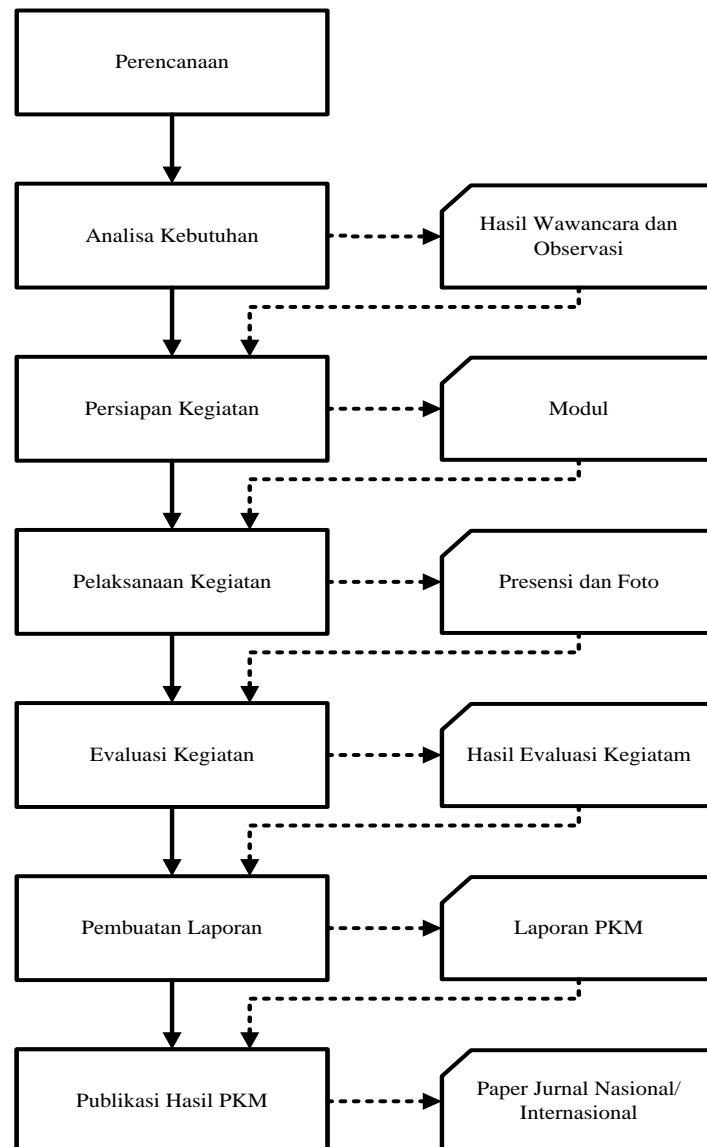 Perencanaan
Analisa Kebutuhan
Hasil Wawancara dan
Observasi
Persiapan Kegiatan
Modul
Pelaksanaan Kegiatan
Presensi dan Foto
Evaluasi Kegiatan
Hasil Evaluasi Kegiatam
Pembuatan Laporan
Laporan PKM
Publikasi Hasil PKM
Paper Jurnal Nasional/
Internasional